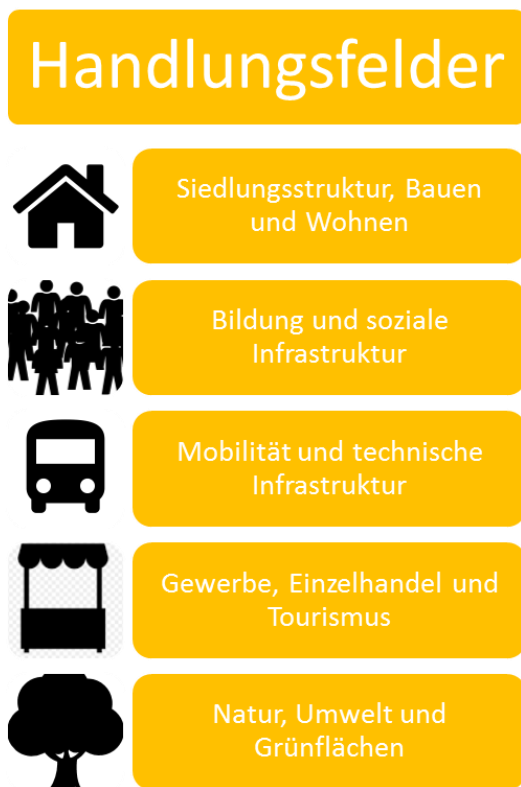 Handlungsfelder
Siedlungsstruktur, Bauen
und Wohnen
Bildung und soziale
Infrastruktur
Mobilität und technische
Infrastruktur
Gewerbe, Einzelhandel und
Tourismus
Natur, Umwelt und
Grünflächen